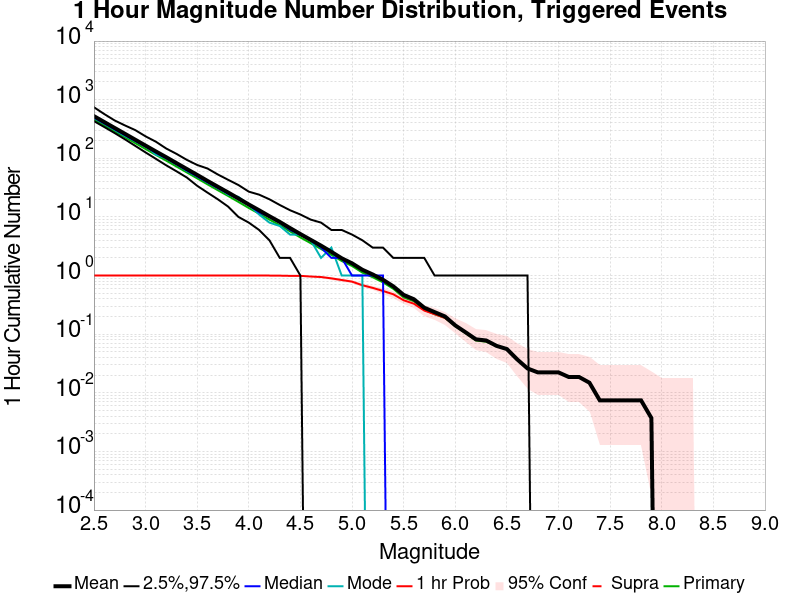 1 Hour Magnitude Number Distribution, Triggered Events
1 Hour Cumulative Number
10^4
10^3
10^2
10^1
10^0
10^-1
10^-2
10^-3
10^-4
2.5 3.0 3.5 4.0 4.5 5.0 5.5 6.0 6.5 7.0 7.5 8.0 8.5 9.0
Magnitude
Mean 2.5%,97.5% Median Mode 1 hr Prob 95% Conf Supra Primary